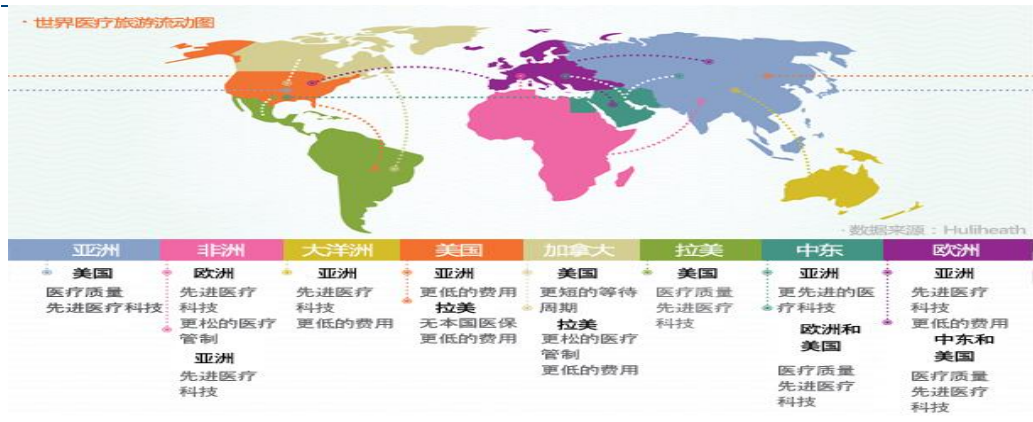 · 世界医疗旅游流动图
· 数据来源：Huliheath
亚洲
非洲
大洋洲
美国
加拿大
拉美
中东
欧洲
美国
医疗质量
先进医疗科技
欧洲
先进医疗
科技
更松的医疗
管制
亚洲
先进医疗
科技
亚洲
先进医疗
科技
更低的费用
亚洲
更低的费用
拉美
无本国医保
更低的费用
美国
更短的等待
周期
拉美
更松的医疗
管制
更低的费用
美国
医疗质量
先进医疗
科技
亚洲
更先进的医
疗科技
欧洲和
美国
医疗质量
先进医疗
科技
亚洲
先进医疗
科技
更低的费用
中东和
美国
医疗质量
先进医疗
科技